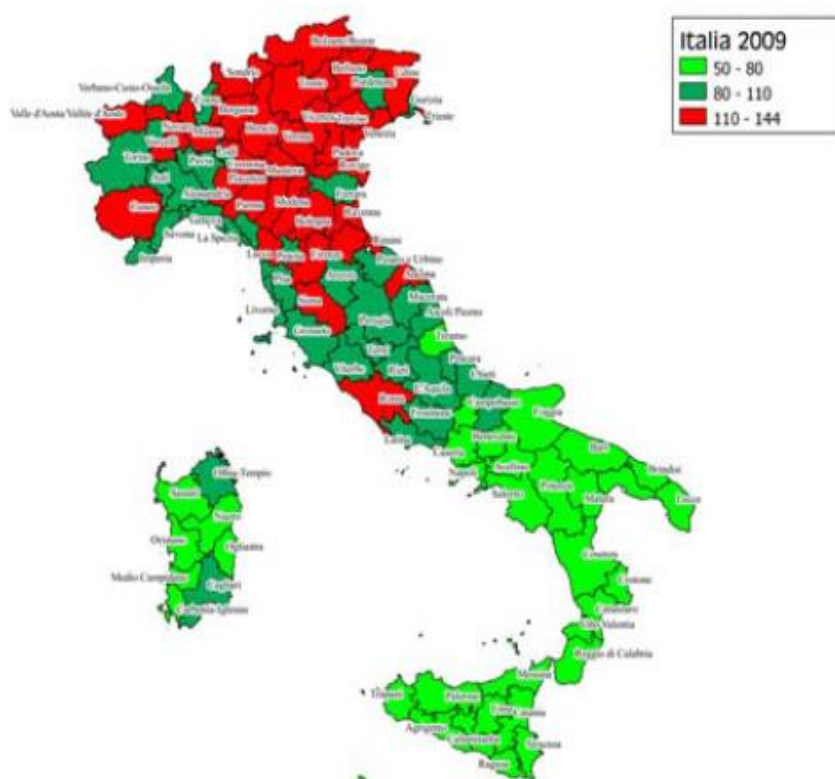 Italia 2009
50 - 80
80 - 110
110 - 144
Bolzano-Bozen
Sondrio
Belluno
Verbano-Cusio-Ossola
Como
Trento
Pordenone
Udine
Gorizia
Trieste
Valle d'Aosta/Vallée d'Aoste
Bergamo
Novara
Milano
Brescia
Verona
Vicenza
Treviso
Venezia
Vercelli
Lodi
Padova
Torino
Pavia
Cremona
Mantova
Rovigo
Asti
Piacenza
Alessandria
Parma
Modena
Ferrara
Cuneo
Genova
Bologna
Ravenna
Savona
La Spezia
Imperia
Lucca
Pistoia
Firenze
Rimini
Pesaro e Urbino
Ancona
Pisa
Arezzo
Macerata
Siena
Livorno
Ascoli Piceno
Perugia
Grosseto
Teramo
Terni
Pescara
Viterbo
Rieti
Chieti
L'Aquila
Roma
Campobasso
Frosinone
Foggia
Latina
Benevento
Caserta
Bari
Napoli
Avellino
Brindisi
Olbia-Tempio
Sassari
Salerno
Potenza
Matera
Lecce
Nuoro
Oristano
Ogliastra
Cosenza
Medio Campidano
Cagliari
Crotone
Carbonia-Iglesias
Catanzaro
Vibo Valentia
Reggio di Calabria
Messina
Trapani
Palermo
Enna
Catania
Agrigento
Caltanissetta
Siracusa
Ragusa